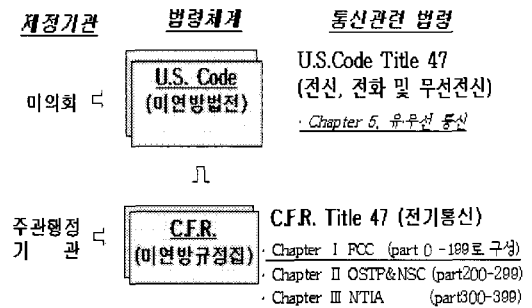 제정기관 법령체계 통신관련 법령
U.S. Code
(미연방법전)
미의회
U.S.Code Title 47
(전신, 전화 및 무선전신)
· Chapter 5. 유·무선 통신
주관행정
기 관
C.F.R.
(미연방규정집)
C.F.R. Title 47 (전기통신)
· Chapter Ⅰ FCC (part 0 -199로 구성)
· Chapter Ⅱ OSTP&NSC (part200-299)
· Chapter Ⅲ NTIA (part300-399)